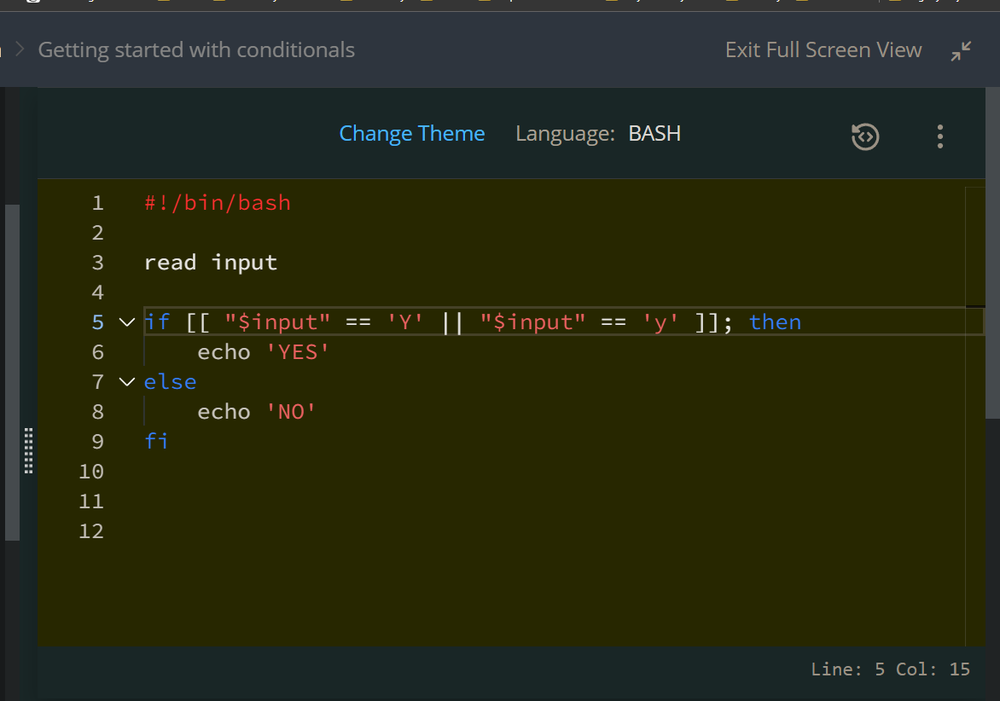 Getting started with conditionals
Exit Full Screen View
Change Theme Language: BASH
1 #!/bin/bash
2
3 read input
4
5 if [[ "$input" == 'Y' || "$input" == 'y' ]]; then
6 echo 'YES'
7 else
8 echo 'NO'
9 fi
10
11
12
Line: 5 Col: 15